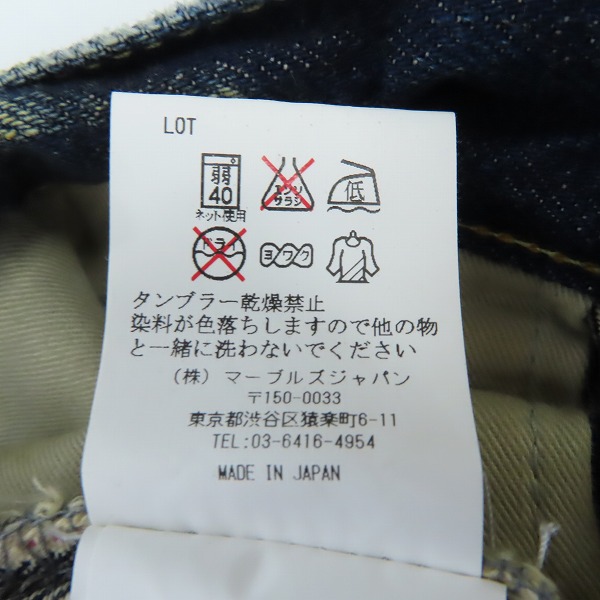 LOT
弱
40
ネット使用
エンソ
サラシ
低
ドライ
ヨワク
タンブラー乾燥禁止
染料が色落ちしますので他の物
と一緒に洗わないでください
(株) マーブルズジャパン
〒150-0033
東京都渋谷区猿楽町6-11
TEL:03-6416-4954
MADE IN JAPAN